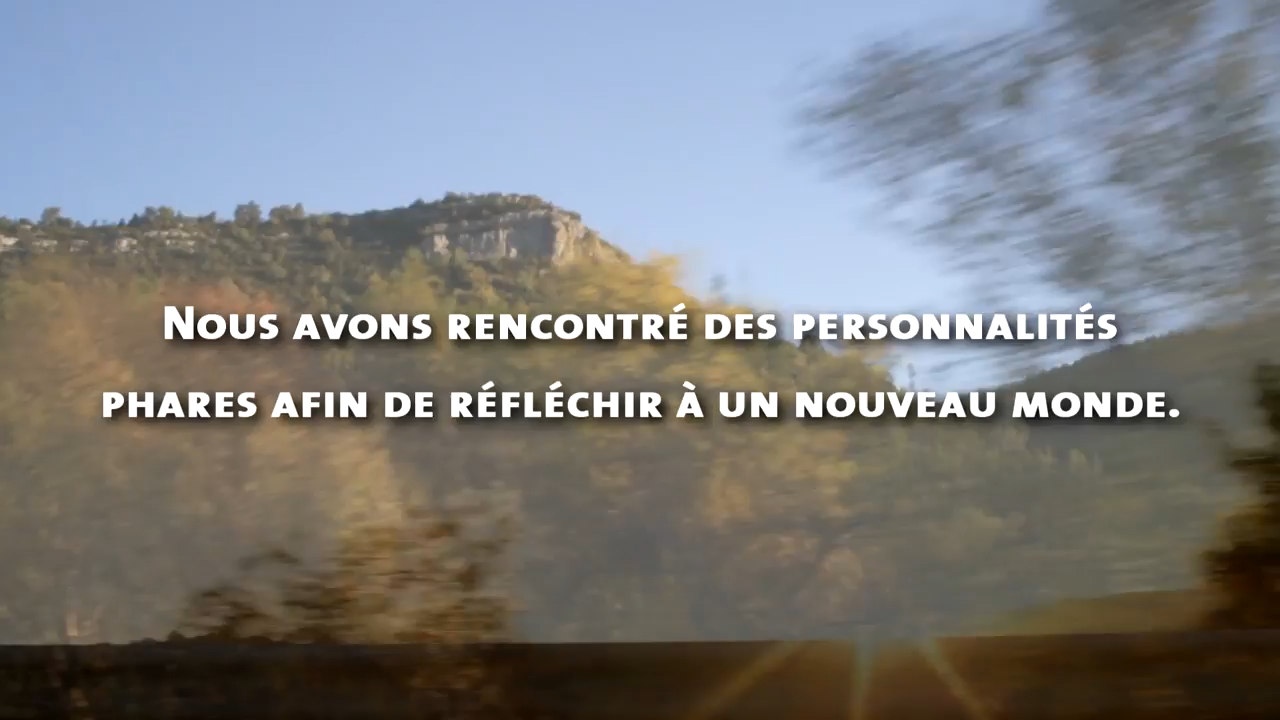 Nous avons rencontré des personnalités
phares afin de réfléchir à un nouveau monde.